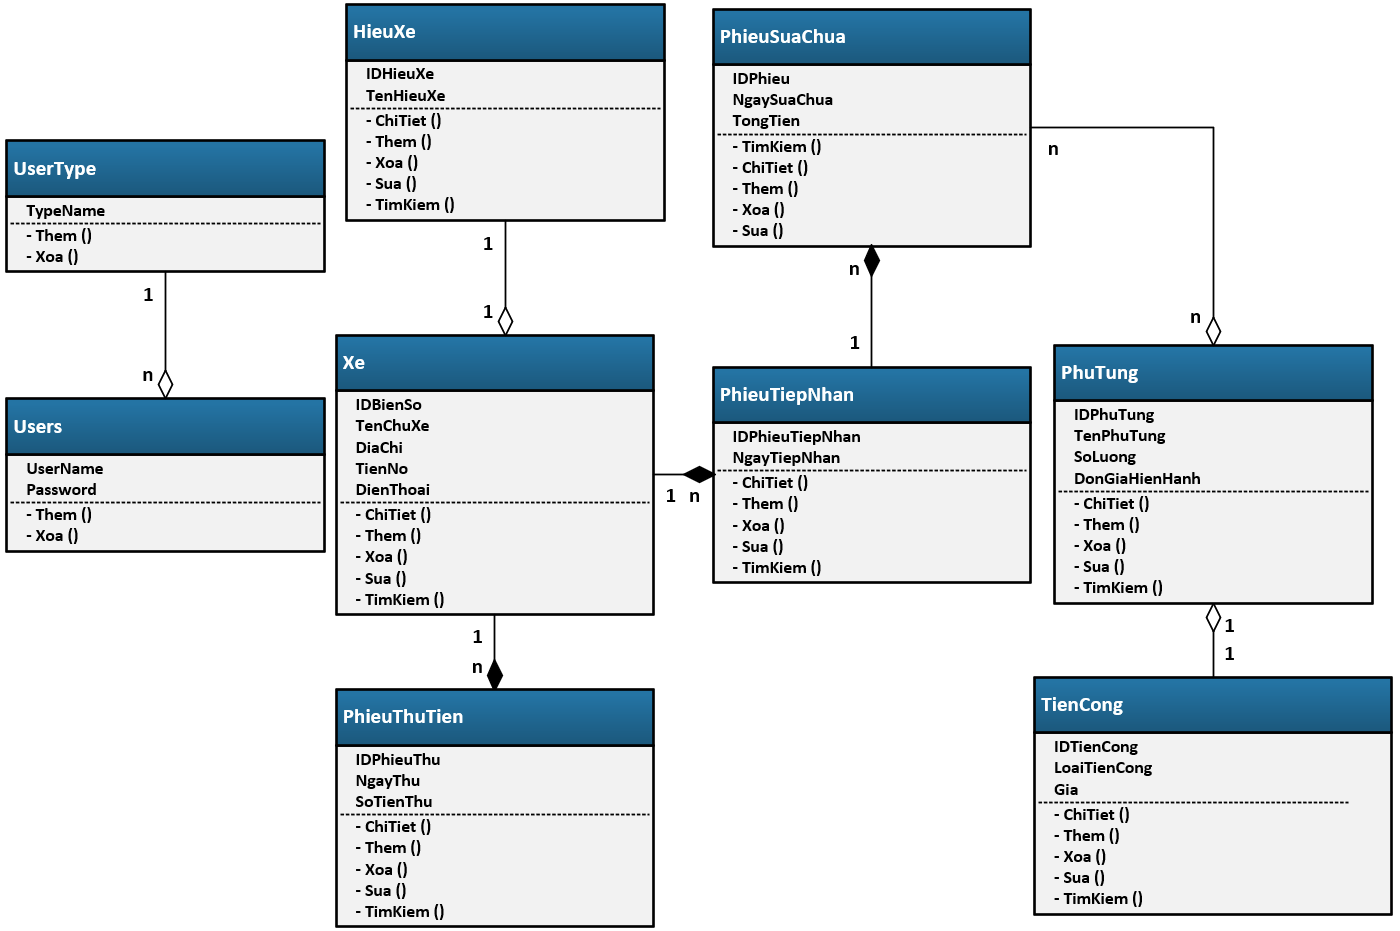 HieuXe
IDHieuXe
TenHieuXe
- ChiTiet ()
- Them ()
- Xoa ()
- Sua ()
- TimKiem ()
1
1
PhieuSuaChua
IDPhieu
NgaySuaChua
TongTien
- TimKiem ()
- ChiTiet ()
- Them ()
- Xoa ()
- Sua ()
n
n
n
1
UserType
TypeName
- Them ()
- Xoa ()
1
n
Users
UserName
Password
- Them ()
- Xoa ()
Xe
IDBienSo
TenChuXe
DiaChi
TienNo
DienThoai
- ChiTiet ()
- Them ()
- Xoa ()
- Sua ()
- TimKiem ()
1 n
1
n
PhieuTiepNhan
IDPhieuTiepNhan
NgayTiepNhan
- ChiTiet ()
- Them ()
- Xoa ()
- Sua ()
- TimKiem ()
PhuTung
IDPhuTung
TenPhuTung
SoLuong
DonGiaHienHanh
- ChiTiet ()
- Them ()
- Xoa ()
- Sua ()
- TimKiem ()
1
1
PhieuThuTien
IDPhieuThu
NgayThu
SoTienThu
- ChiTiet ()
- Them ()
- Xoa ()
- Sua ()
- TimKiem ()
TienCong
IDTienCong
LoaiTienCong
Gia
- ChiTiet ()
- Them ()
- Xoa ()
- Sua ()
- TimKiem ()